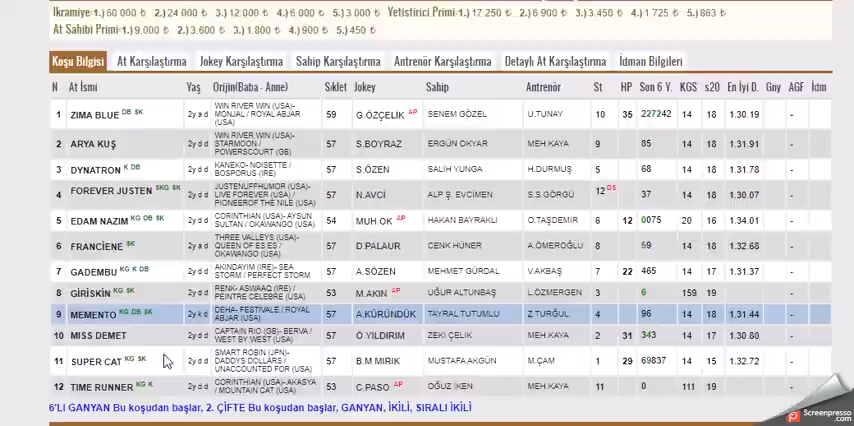 Ikramiye:1.) 60.000 ₺ 2.) 24.000 ₺ 3.) 12.000 ₺ 4.) 6.000 ₺ 5.) 3.000 ₺ Yetistirici Primi:1.) 17.250 ₺ 2.) 6.900 ₺ 3.) 3.450 ₺ 4.) 1.725 ₺ 5.) 863 ₺
At Sahibi Primi:1.) 9.000 ₺ 2.) 3.600 ₺ 3.) 1.800 ₺ 4.) 900 ₺ 5.) 450 ₺
Koşu Bilgisi At Karşılaştırma Jokey Karşılaştırma Sahip Karşılaştırma Antrenör Karşılaştırma Detaylı At Karşılaştırma İdman Bilgileri
N At İsmi Yaş Orijin(Baba - Anne) Sıklet Jokey Sahip Antrenör St HP Son 6 Y. KGS s20 En İyi D. Gny AGF İdm
1 ZIMA BLUE DB SK 2y a d WIN RIVER WIN (USA)- MONJAL / ROYAL ABJAR (USA) 59 G.ÖZÇELİK AP SENEM GÖZEL U.TUNAY 10 35 227242 14 18 1.30.19 -
2 ARYA KUŞ 2y d d WIN RIVER WIN (USA)- STARMOON / POWERSCOURT (GB) 57 S.BOYRAZ ERGÜN OKYAR MEH.KAYA 9 85 14 18 1.31.91 -
3 DYNATRON K DB 2y d d KANEKO- NOISETTE / BOSPORUS (IRE) 57 S.ÖZEN SALİH YUNGA H.DURMUŞ 5 68 14 18 1.31.78 -
4 FOREVER JUSTEN SKG SK 2y d d JUSTENUFFHUMOR (USA)- LIVE FOREVER (USA) / PIONEEROF THE NILE (USA) 57 N.AVCİ ALP Ş. EVCİMEN S.S.GÖRGÜ 12 DS 37 14 18 1.30.07 -
5 EDAM NAZIM KG DB SK 2y d d CORINTHIAN (USA)- AYSUN SULTAN / OKAWANGO (USA) 54 MUH.OK AP HAKAN BAYRAKLI O.TAŞDEMİR 6 12 0075 20 16 1.34.01 -
6 FRANCİENE SK 2y a d THREE VALLEYS (USA)- QUEEN OF ES ES / OKAWANGO (USA) 57 D.PALAUR CENK HÜNER A.ÖMEROĞLU 8 59 14 18 1.32.68 -
7 GADEMBU KG K DB 2y d d AKINDAYIM (IRE)- SEA STORM / PERFECT STORM 57 A.SÖZEN MEHMET GÜRDAL V.AKBAŞ 7 22 465 14 17 1.31.37 -
8 GİRİŞKİN KG SK 2y d d RENK- ASWAAQ (IRE) / PEINTRE CELEBRE (USA) 53 M.AKIN AP UĞUR ALTUNBAŞ L.ÖZMERGEN 3 6 159 19 -
9 MEMENTO KG DB SK 2y k d DEHA- FESTIVALE / ROYAL ABJAR (USA) 57 A.KÜRÜNDÜK TAYRAL TUTUMLU Z.TURĞUL 4 96 14 18 1.31.44 -
10 MISS DEMET 2y d d CAPTAIN RIO (GB)- BERVA / WEST BY WEST (USA) 57 Ö.YILDIRIM ZEKİ ÇELİK MEH.KAYA 2 31 343 14 17 1.30.80 -
11 SUPER CAT KG SK 2y d d SMART ROBIN (JPN)- DADDYS DOLLARS / UNACCOUNTED FOR (USA) 57 B.M MIRIK MUSTAFA AKGÜN M.ÇAM 1 29 69837 14 15 1.32.72 -
12 TIME RUNNER KG K 2y d d CORINTHIAN (USA)- AKASYA / MOUNTAIN CAT (USA) 53 C.PASO AP OĞUZ İKEN MEH.KAYA 11 0 111 19 -
6'LI GANYAN Bu koşudan başlar, 2. ÇİFTE Bu koşudan başlar, GANYAN, İKİLİ, SIRALI İKİLİ
Screenpresso
.com